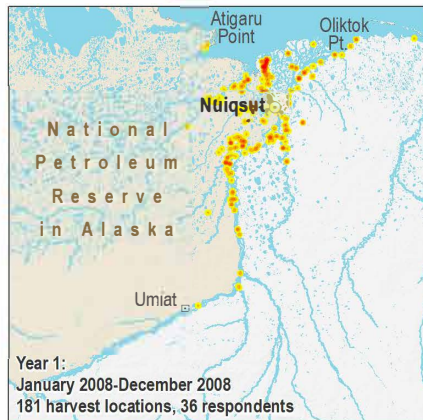 Atigaru
Point
Oliktok
Pt.
Nuiqsut
National
Petroleum
Reserve
in Alaska
Umiat
Year 1:
January 2008-December 2008
181 harvest locations, 36 respondents